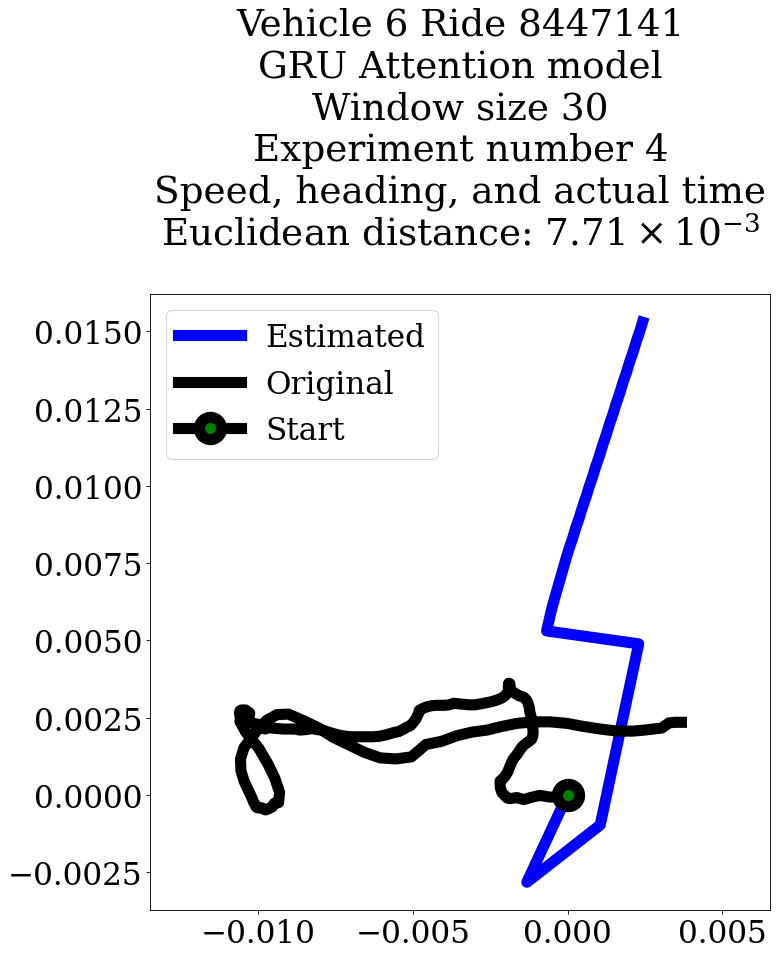 Vehicle 6 Ride 8447141
GRU Attention model
Window size 30
Experiment number 4
Speed, heading, and actual time
Euclidean distance: 7.71 × 10⁻³
Estimated
Original
Start
0.0150
0.0125
0.0100
0.0075
0.0050
0.0025
0.0000
−0.0025
−0.010 −0.005 0.000 0.005